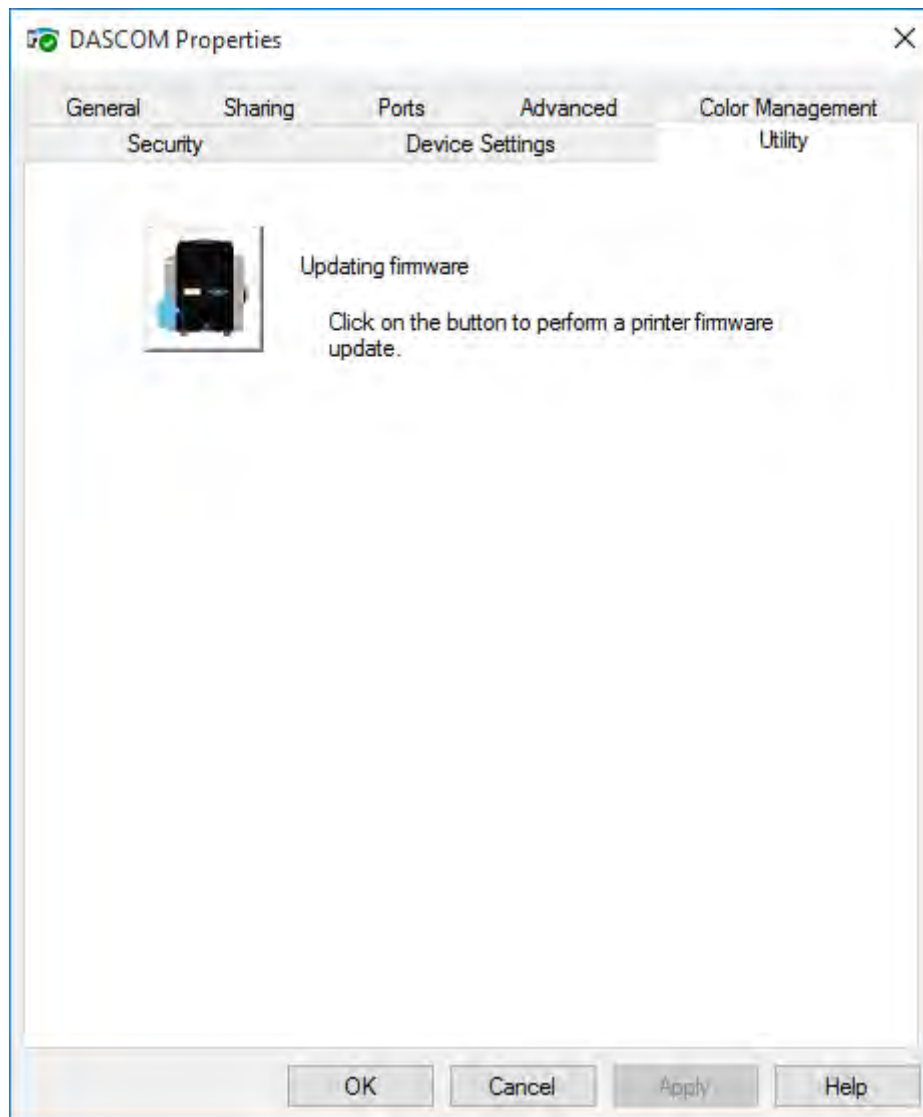 DASCOM Properties
General Sharing Ports Advanced Color Management
Security Device Settings Utility
Updating firmware
Click on the button to perform a printer firmware
update.
OK Cancel Apply Help